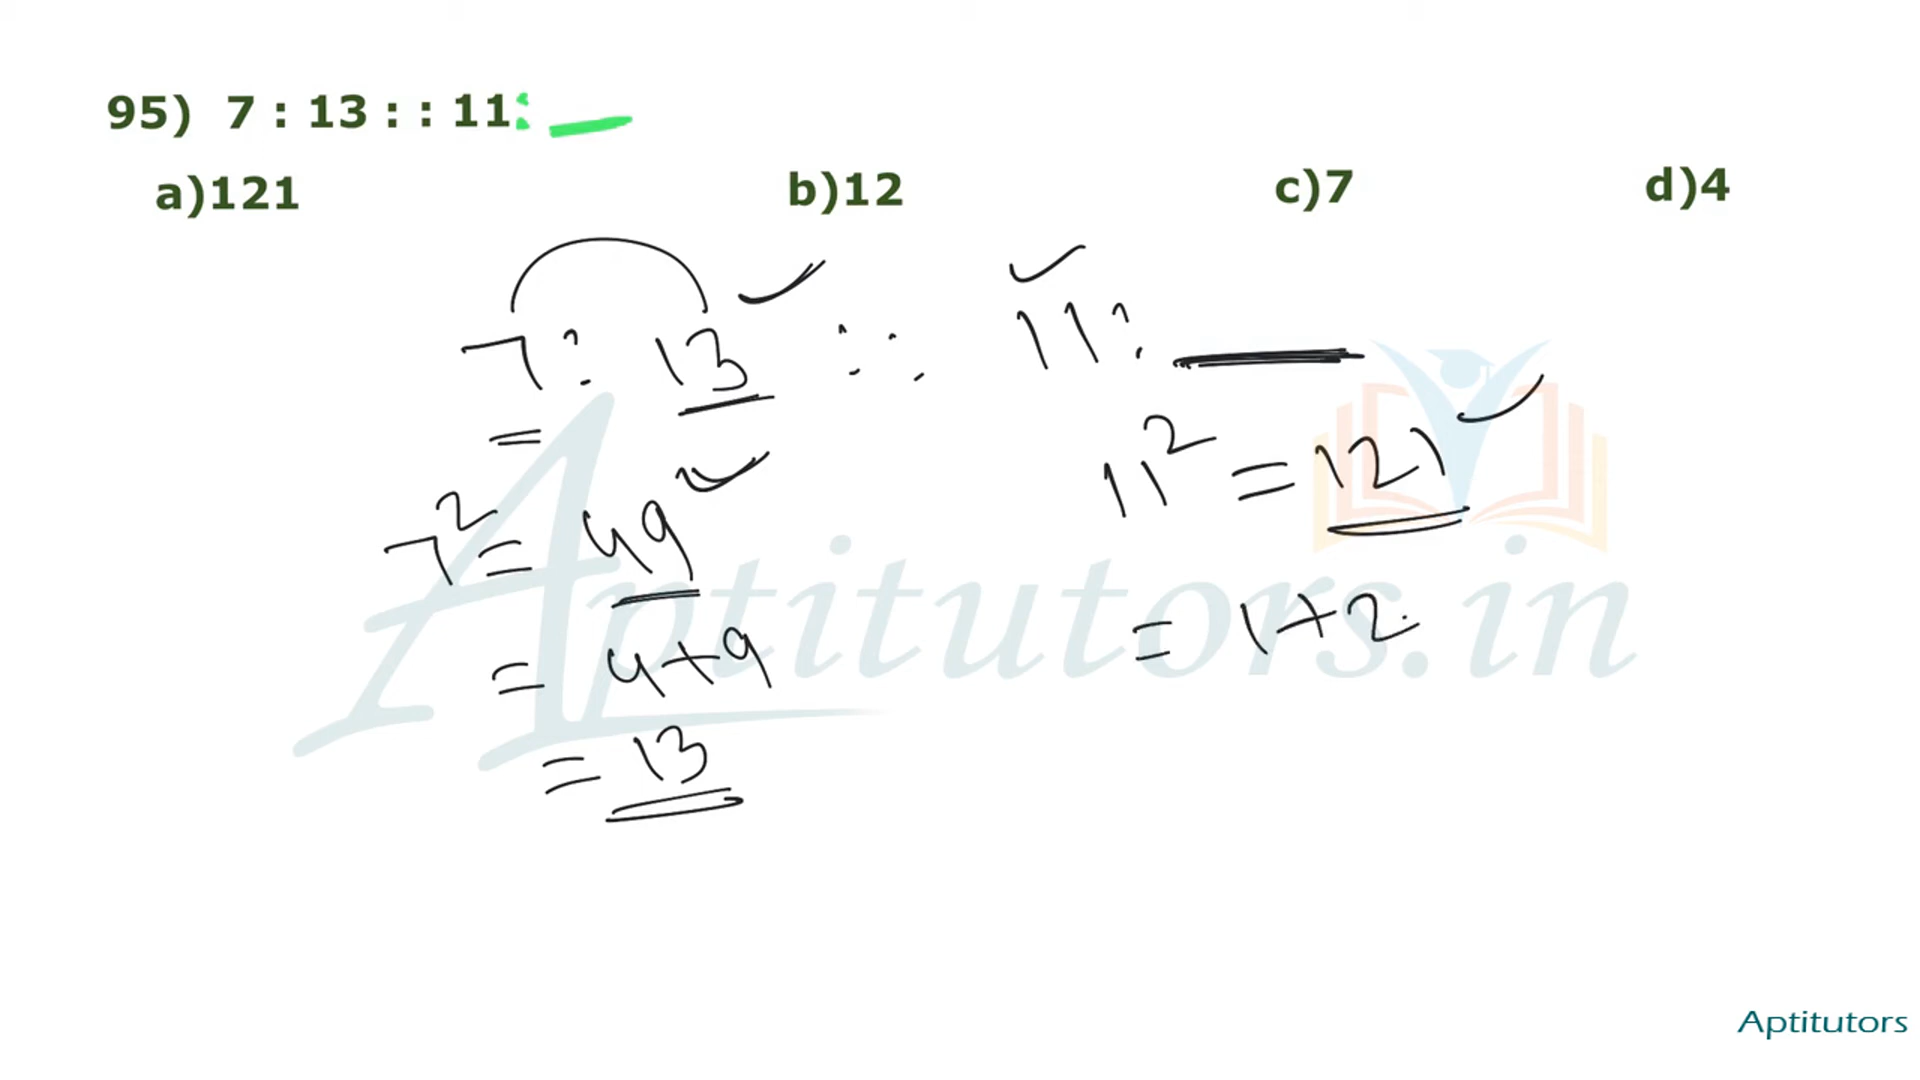 95) 7 : 13 : : 11 : _
a)121 b)12 c)7 d)4
7 : 13 :: 11 : _
7² = 49
= 4+9
= 13
11² = 121
= 1+2
Aptitutors.in
Aptitutors